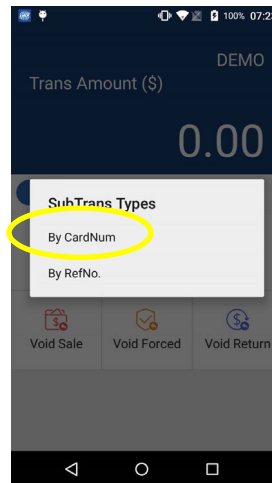 100% 07:2
DEMO
Trans Amount ($)
0.00
SubTrans Types
By CardNum
By RefNo.
Void Sale
Void Forced
Void Return